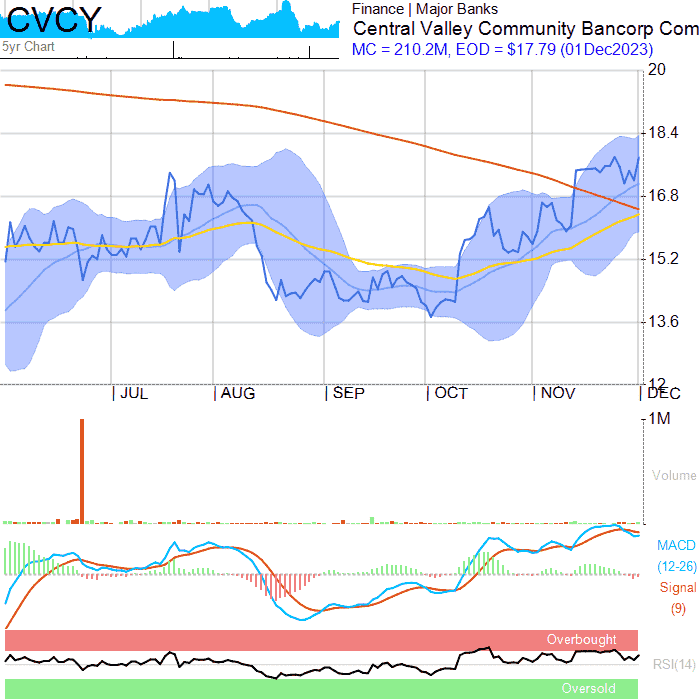 CVCY
5yr Chart
Finance | Major Banks
Central Valley Community Bancorp Com
MC = 210.2M, EOD = $17.79 (01Dec2023)
20
18.4
16.8
15.2
13.6
12
JUL
AUG
SEP
OCT
NOV
DEC
1M
Volume
MACD
(12-26)
Signal
(9)
Overbought
RSI(14)
Oversold